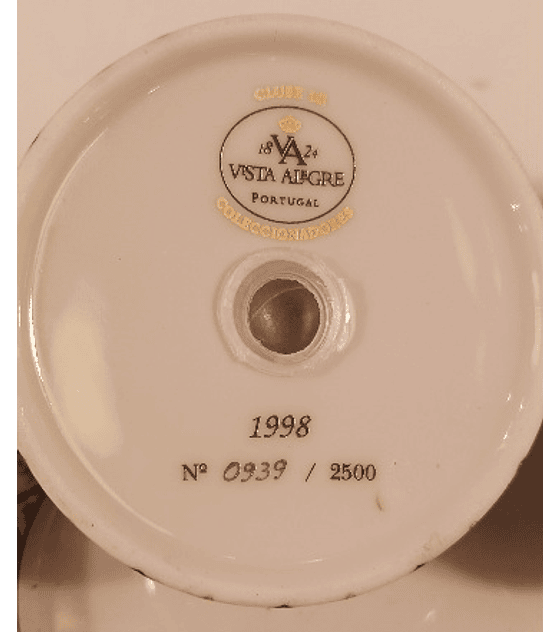 CLUBE DE
18 VA 24
VISTA ALEGRE
PORTUGAL
COLECCIONADORES
1998
Nº 0939 / 2500